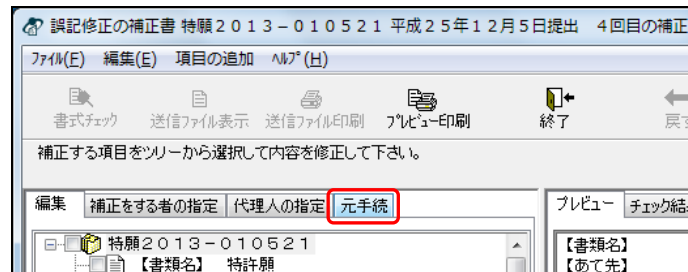 誤記修正の補正書 特願２０１３－０１０５２１ 平成２５年１２月５日提出　４回目の補正
ﾌｧｲﾙ(F)　編集(E)　項目の追加　ﾍﾙﾌﾟ(H)
書式ﾁｪｯｸ　送信ﾌｧｲﾙ表示　送信ﾌｧｲﾙ印刷　ﾌﾟﾚﾋﾞｭｰ印刷　終了　戻す
補正する項目をツリーから選択して内容を修正して下さい。
編集　補正をする者の指定　代理人の指定　元手続　プレビュー　チェック結
特願２０１３－０１０５２１　【書類名】
【書類名】　特許願　【あて先】